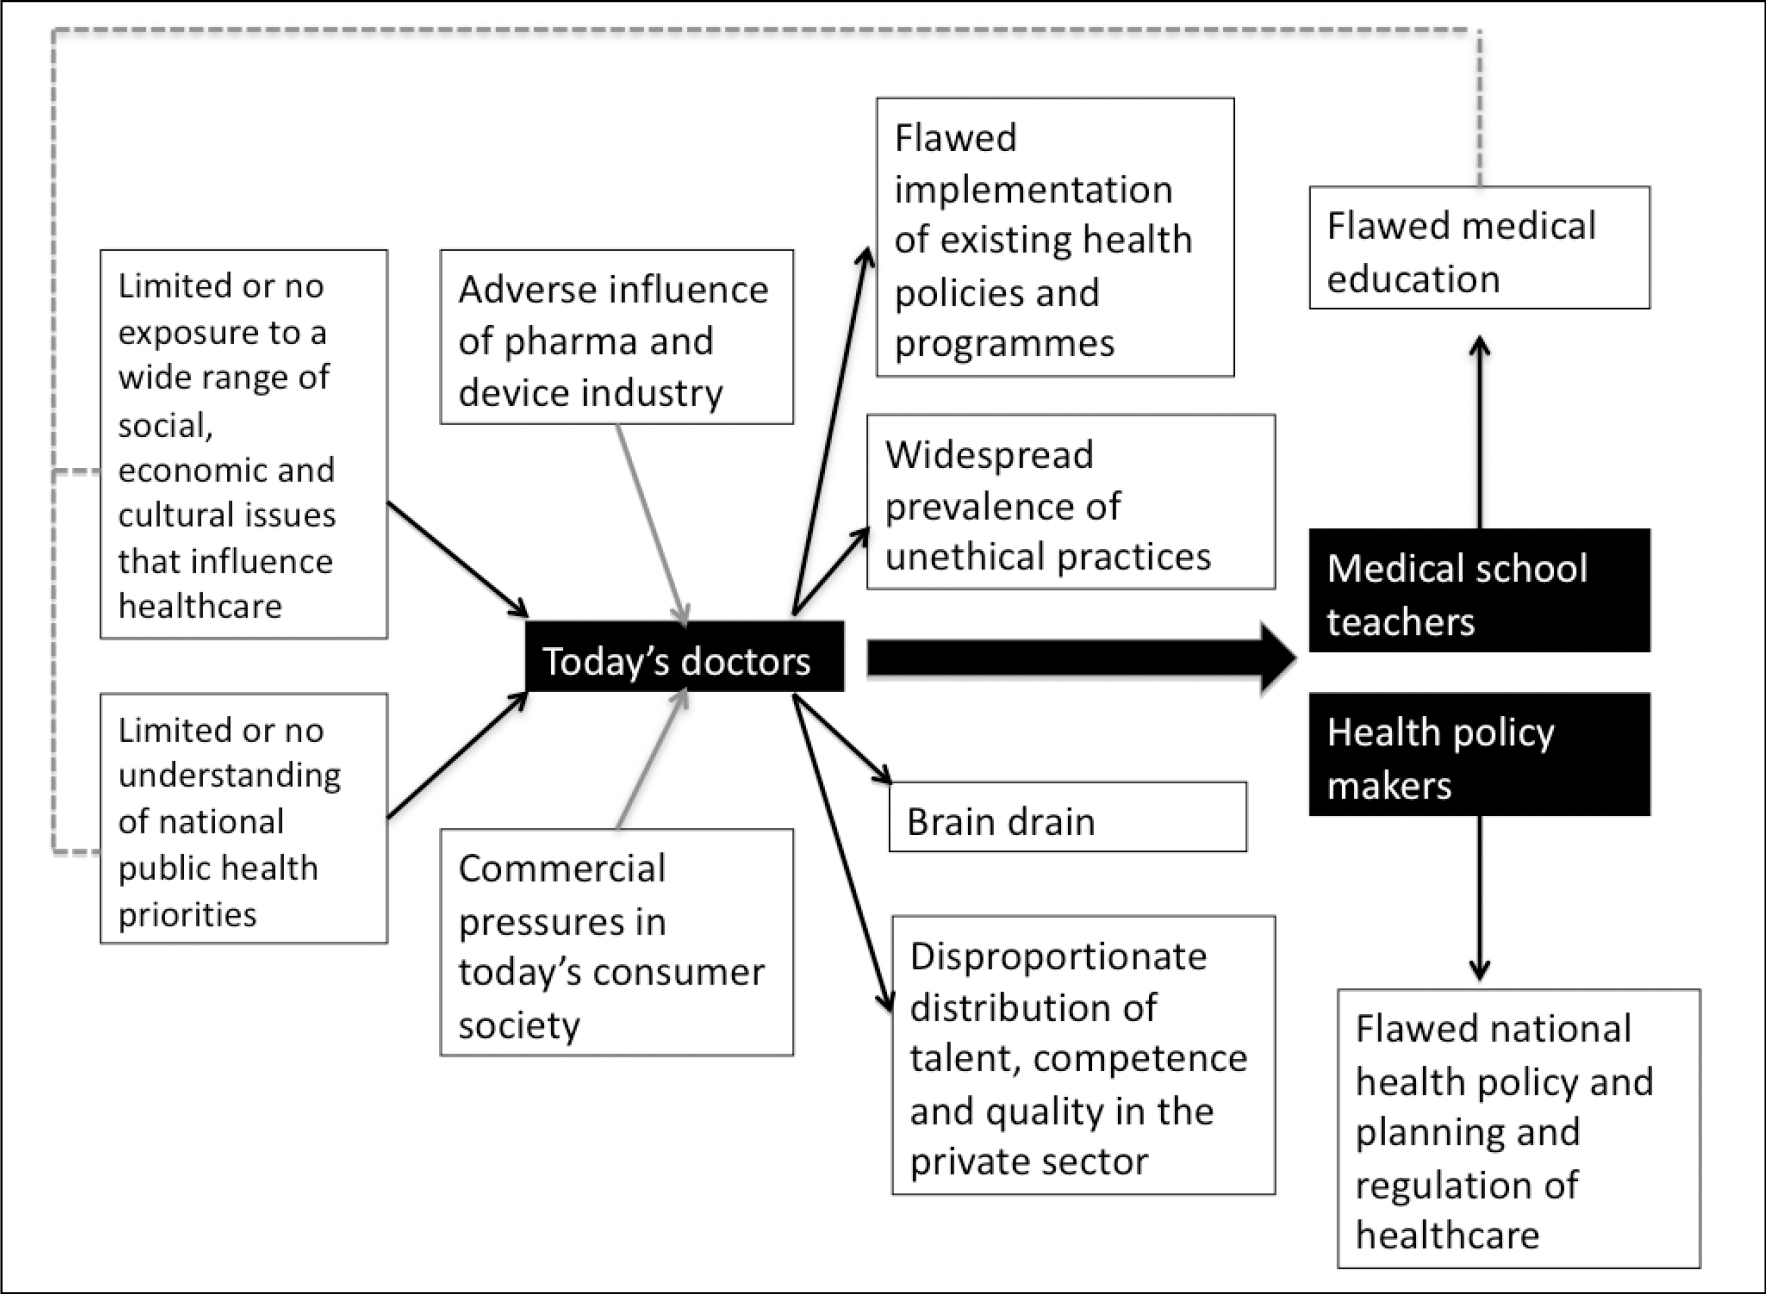 Limited or no
exposure to a
wide range of
social,
economic and
cultural issues
that influence
healthcare
Limited or no
understanding
of national
public health
priorities
Adverse influence
of pharma and
device industry
Today’s doctors
Commercial
pressures in
today’s consumer
society
Flawed
implementation
of existing health
policies and
programmes
Widespread
prevalence of
unethical practices
Brain drain
Disproportionate
distribution of
talent, competence
and quality in the
private sector
Flawed medical
education
Medical school
teachers
Health policy
makers
Flawed national
health policy and
planning and
regulation of
healthcare